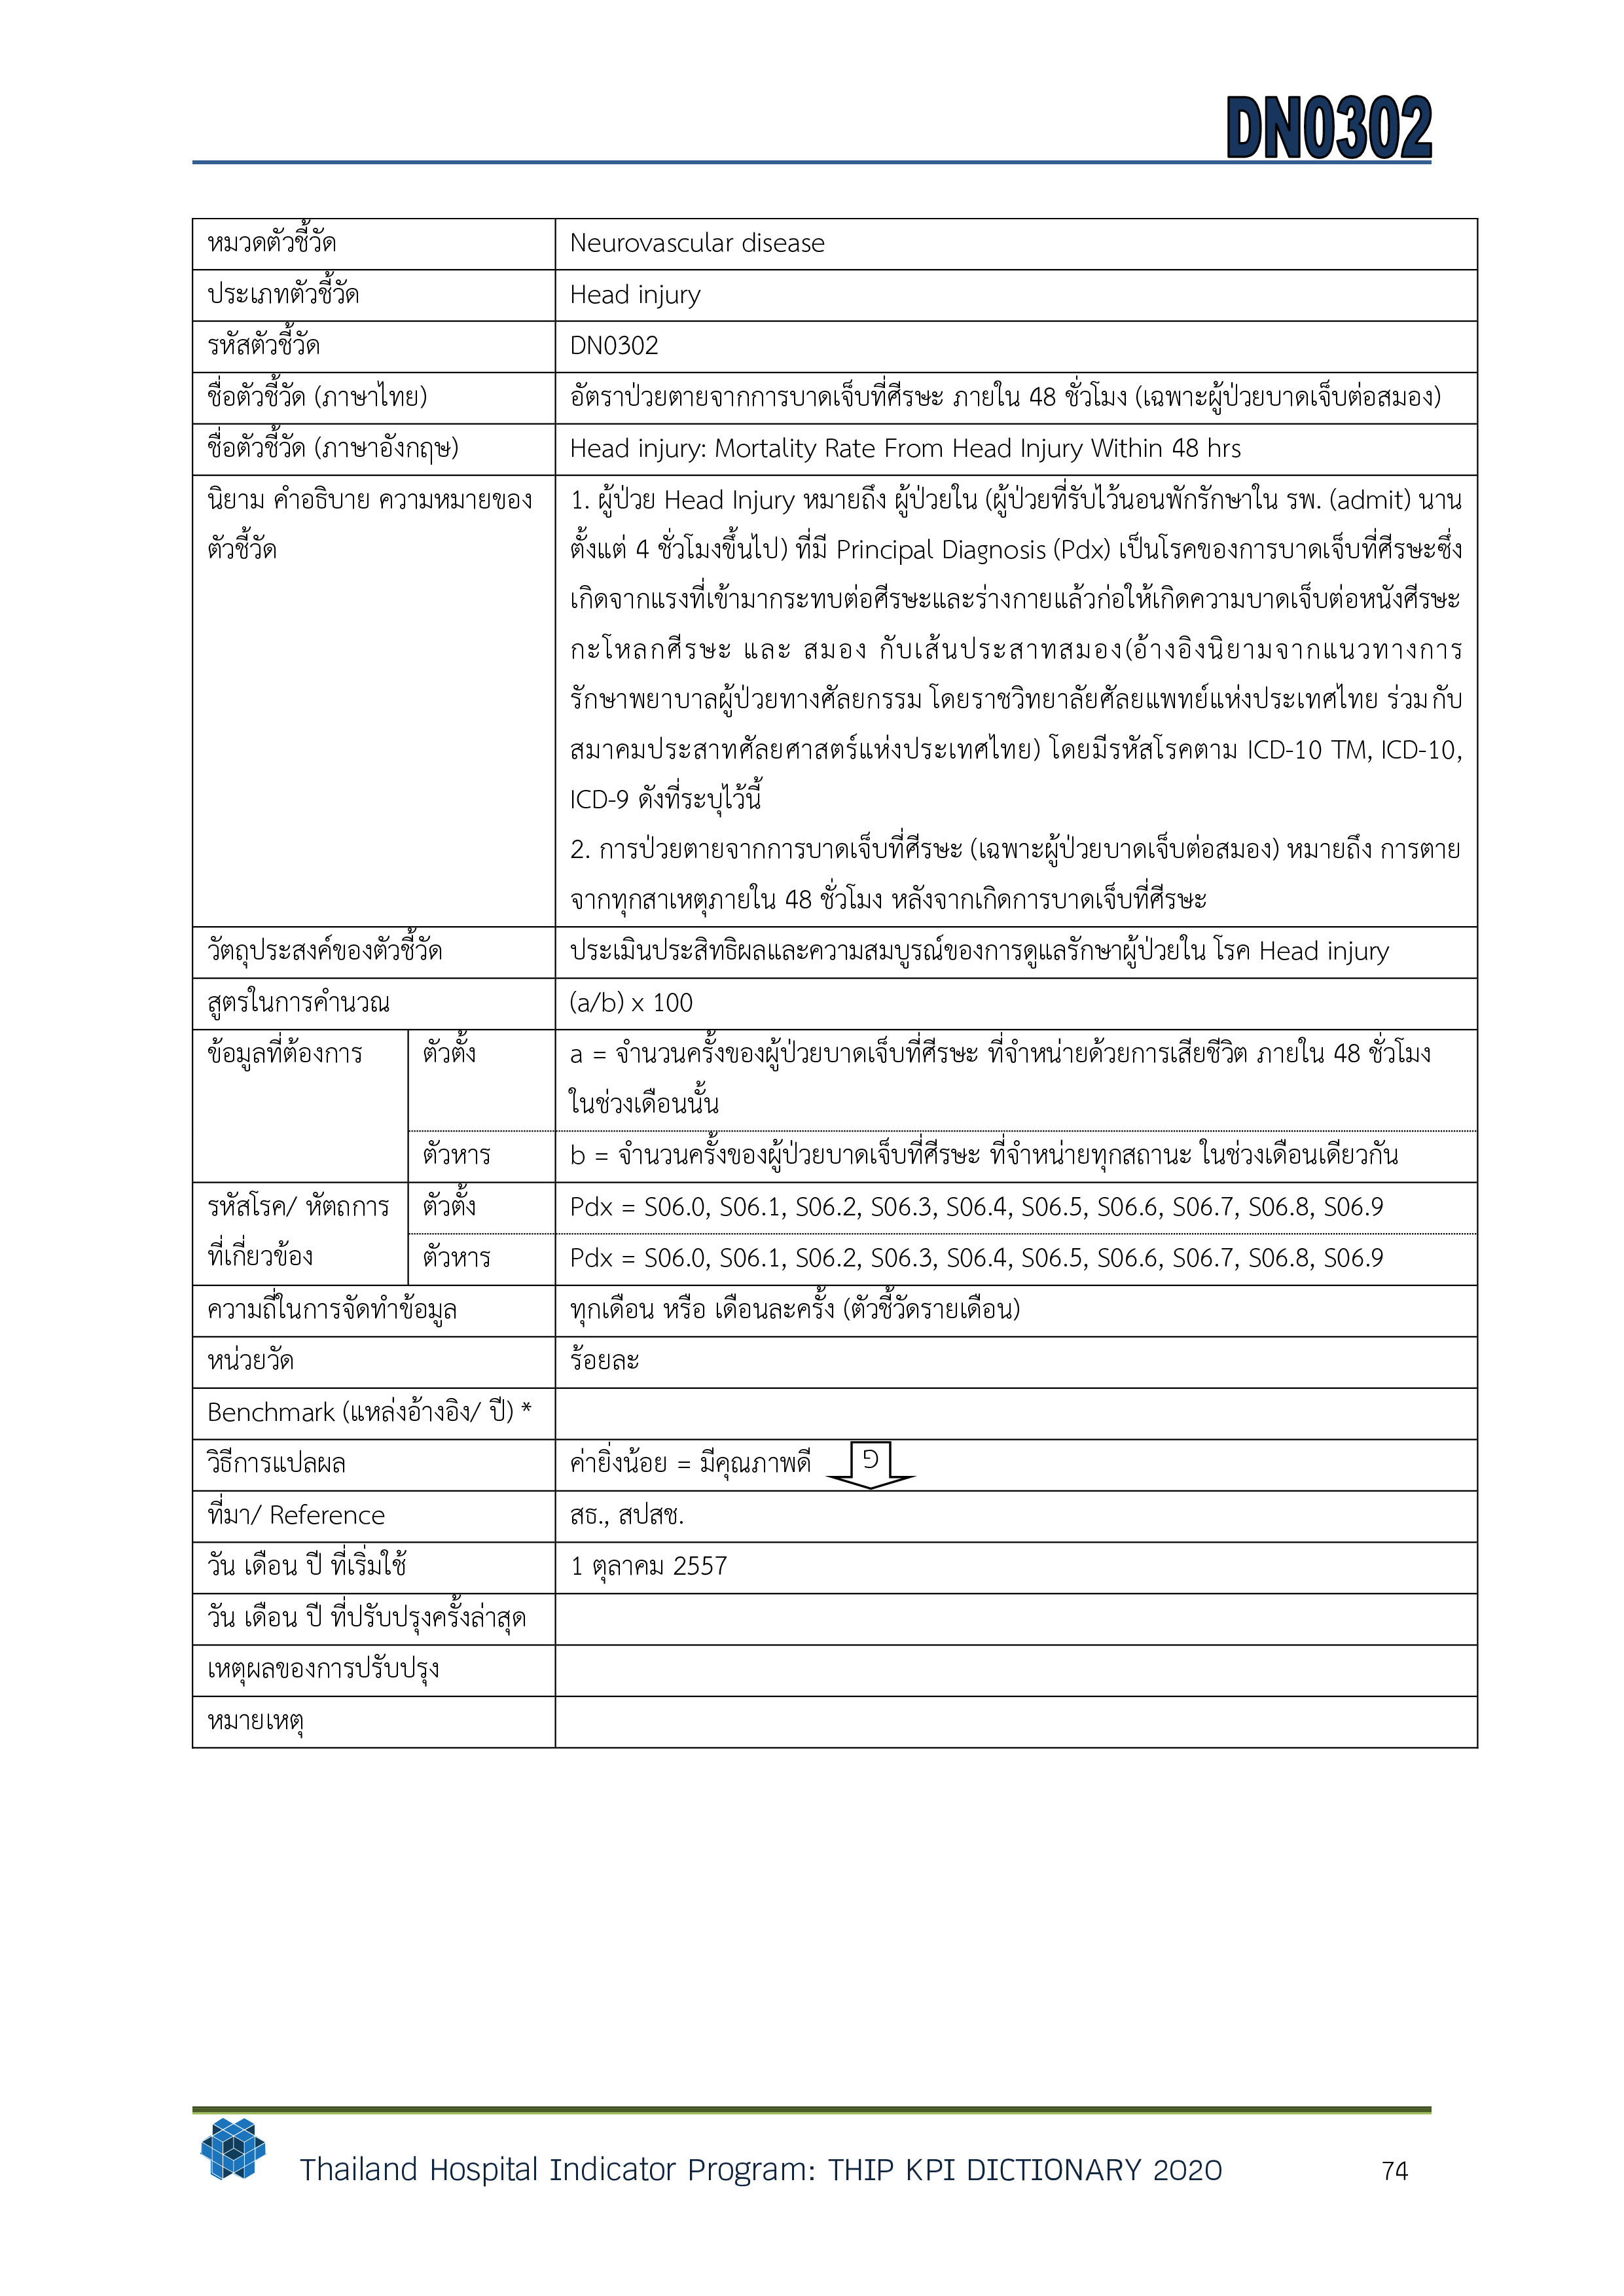 DN0302
หมวดตัวชี้วัด Neurovascular disease
ประเภทตัวชี้วัด Head injury
รหัสตัวชี้วัด DN0302
ชื่อตัวชี้วัด (ภาษาไทย) อัตราป่วยตายจากการบาดเจ็บที่ศีรษะ ภายใน 48 ชั่วโมง (เฉพาะผู้ป่วยบาดเจ็บต่อสมอง)
ชื่อตัวชี้วัด (ภาษาอังกฤษ) Head injury: Mortality Rate From Head Injury Within 48 hrs
นิยาม คำอธิบาย ความหมายของ
ตัวชี้วัด
1. ผู้ป่วย Head Injury หมายถึง ผู้ป่วยใน (ผู้ป่วยที่รับไว้นอนพักรักษาใน รพ. (admit) นาน
ตั้งแต่ 4 ชั่วโมงขึ้นไป) ที่มี Principal Diagnosis (Pdx) เป็นโรคของการบาดเจ็บที่ศีรษะซึ่ง
เกิดจากแรงที่เข้ามากระทบต่อศีรษะและร่างกายแล้วก่อให้เกิดความบาดเจ็บต่อหนังศีรษะ
กะโหลกศีรษะ และ สมอง กับเส้นประสาทสมอง(อ้างอิงนิยามจากแนวทางการ
รักษาพยาบาลผู้ป่วยทางศัลยกรรม โดยราชวิทยาลัยศัลยแพทย์แห่งประเทศไทย ร่วมกับ
สมาคมประสาทศัลยศาสตร์แห่งประเทศไทย) โดยมีรหัสโรคตาม ICD-10 TM, ICD-10,
ICD-9 ดังที่ระบุไว้นี้
2. การป่วยตายจากการบาดเจ็บที่ศีรษะ (เฉพาะผู้ป่วยบาดเจ็บต่อสมอง) หมายถึง การตาย
จากทุกสาเหตุภายใน 48 ชั่วโมง หลังจากเกิดการบาดเจ็บที่ศีรษะ
วัตถุประสงค์ของตัวชี้วัด ประเมินประสิทธิผลและความสมบูรณ์ของการดูแลรักษาผู้ป่วยใน โรค Head injury
สูตรในการคำนวณ (a/b) x 100
ข้อมูลที่ต้องการ ตัวตั้ง a = จำนวนครั้งของผู้ป่วยบาดเจ็บที่ศีรษะ ที่จำหน่ายด้วยการเสียชีวิต ภายใน 48 ชั่วโมง
ในช่วงเดือนนั้น
ตัวหาร b = จำนวนครั้งของผู้ป่วยบาดเจ็บที่ศีรษะ ที่จำหน่ายทุกสถานะ ในช่วงเดือนเดียวกัน
รหัสโรค/ หัตถการ ตัวตั้ง Pdx = S06.0, S06.1, S06.2, S06.3, S06.4, S06.5, S06.6, S06.7, S06.8, S06.9
ที่เกี่ยวข้อง ตัวหาร Pdx = S06.0, S06.1, S06.2, S06.3, S06.4, S06.5, S06.6, S06.7, S06.8, S06.9
ความถี่ในการจัดทำข้อมูล ทุกเดือน หรือ เดือนละครั้ง (ตัวชี้วัดรายเดือน)
หน่วยวัด ร้อยละ
Benchmark (แหล่งอ้างอิง/ ปี) *
วิธีการแปลผล ค่ายิ่งน้อย = มีคุณภาพดี
ที่มา/ Reference สธ., สปสช.
วัน เดือน ปี ที่เริ่มใช้ 1 ตุลาคม 2557
วัน เดือน ปี ที่ปรับปรุงครั้งล่าสุด
เหตุผลของการปรับปรุง
หมายเหตุ
Thailand Hospital Indicator Program: THIP KPI DICTIONARY 2020 74